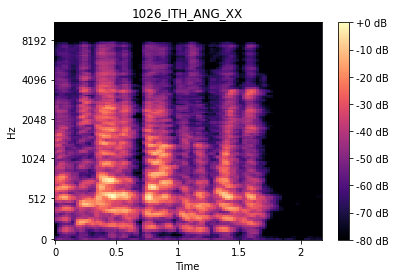 1026_ITH_ANG_XX
8192
4096
2048
1024
512
0
Hz
0
0.5
1
1.5
2
Time
+0 dB
-10 dB
-20 dB
-30 dB
-40 dB
-50 dB
-60 dB
-70 dB
-80 dB